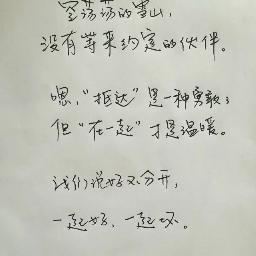 空荡荡的雪山,
没有等来约定的伙伴。
嗯,“抵达”是一种勇敢;
但“在一起”才是温暖。
我们说好不分开,
一起好、一起坏。